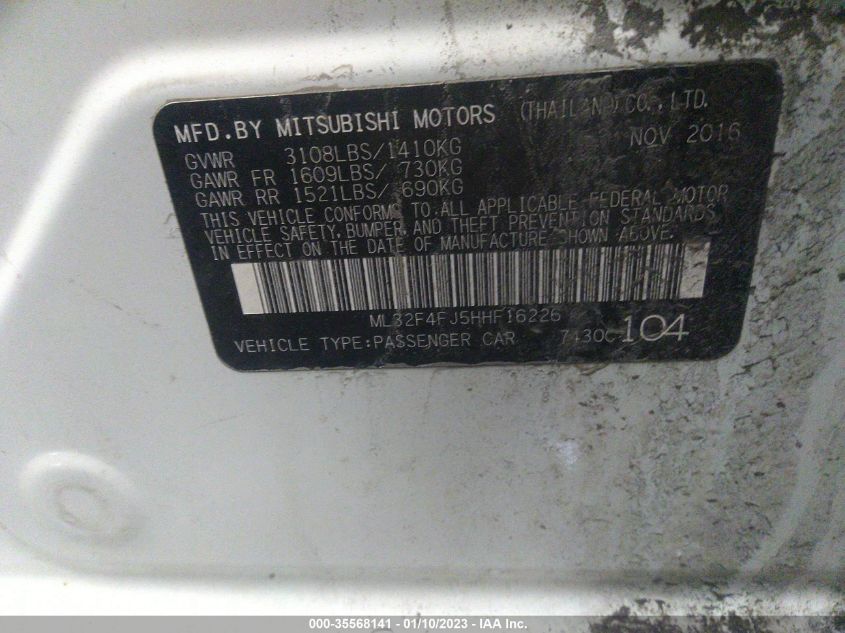 MFD.BY MITSUBISHI MOTORS (THAILAND) CO., LTD.
GVWR 3108LBS/1410KG NOV 2016
GAWR FR 1609LBS/ 730KG
GAWR RR 1521LBS/ 690KG
THIS VEHICLE CONFORMS TO ALL APPLICABLE FEDERAL MOTOR
VEHICLE SAFETY, BUMPER, AND THEFT PREVENTION STANDARDS
IN EFFECT ON THE DATE OF MANUFACTURE SHOWN ABOVE.
ML32F4FJ5HHF16226
VEHICLE TYPE:PASSENGER CAR 104
000-35568141 - 01/10/2023 - IAA Inc.